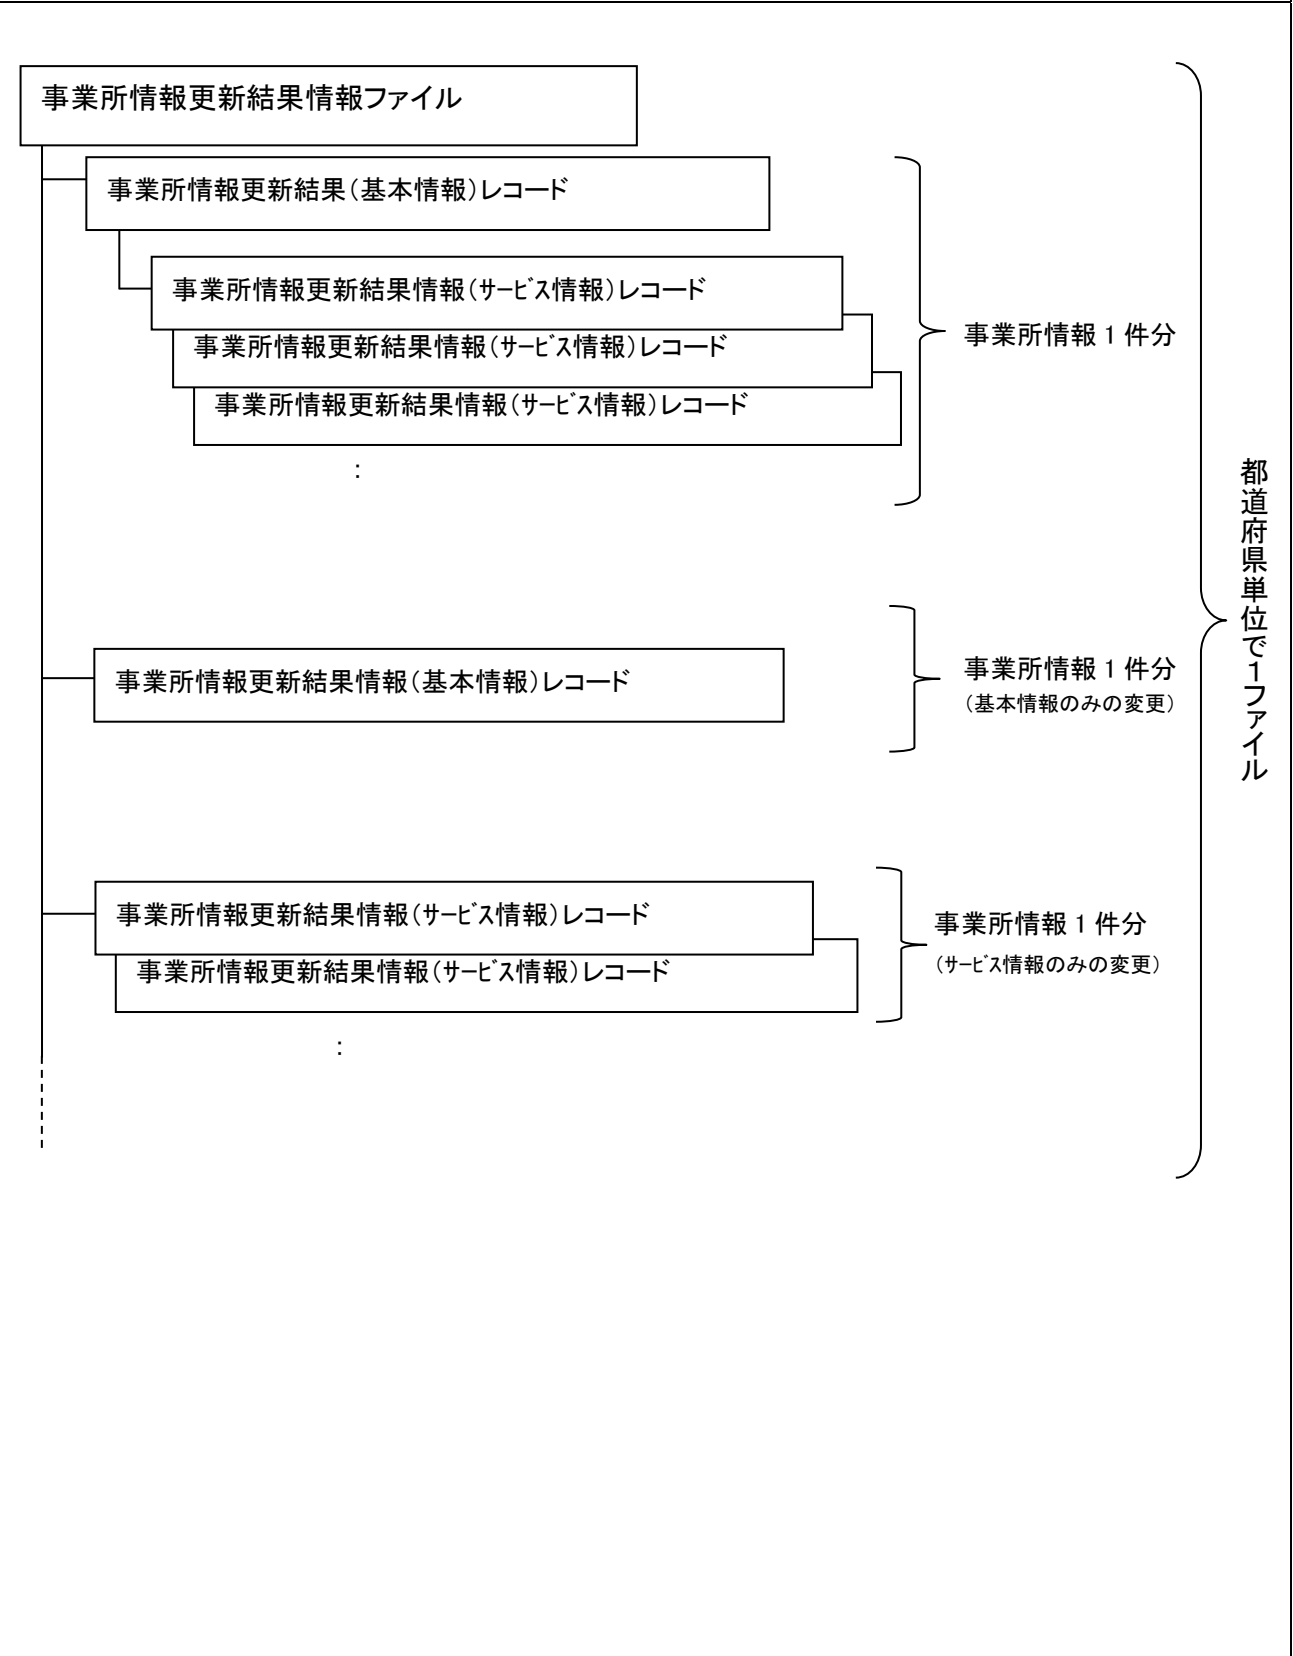 事業所情報更新結果情報ファイル
事業所情報更新結果（基本情報）レコード
事業所情報更新結果情報（ｻｰﾋﾞｽ情報）レコード
事業所情報更新結果情報（ｻｰﾋﾞｽ情報）レコード
事業所情報更新結果情報（ｻｰﾋﾞｽ情報）レコード
：
事業所情報１件分
事業所情報更新結果情報（基本情報）レコード
事業所情報１件分
（基本情報のみの変更）
事業所情報更新結果情報（ｻｰﾋﾞｽ情報）レコード
事業所情報更新結果情報（ｻｰﾋﾞｽ情報）レコード
：
事業所情報１件分
（ｻｰﾋﾞｽ情報のみの変更）
都道府県単位で１ファイル